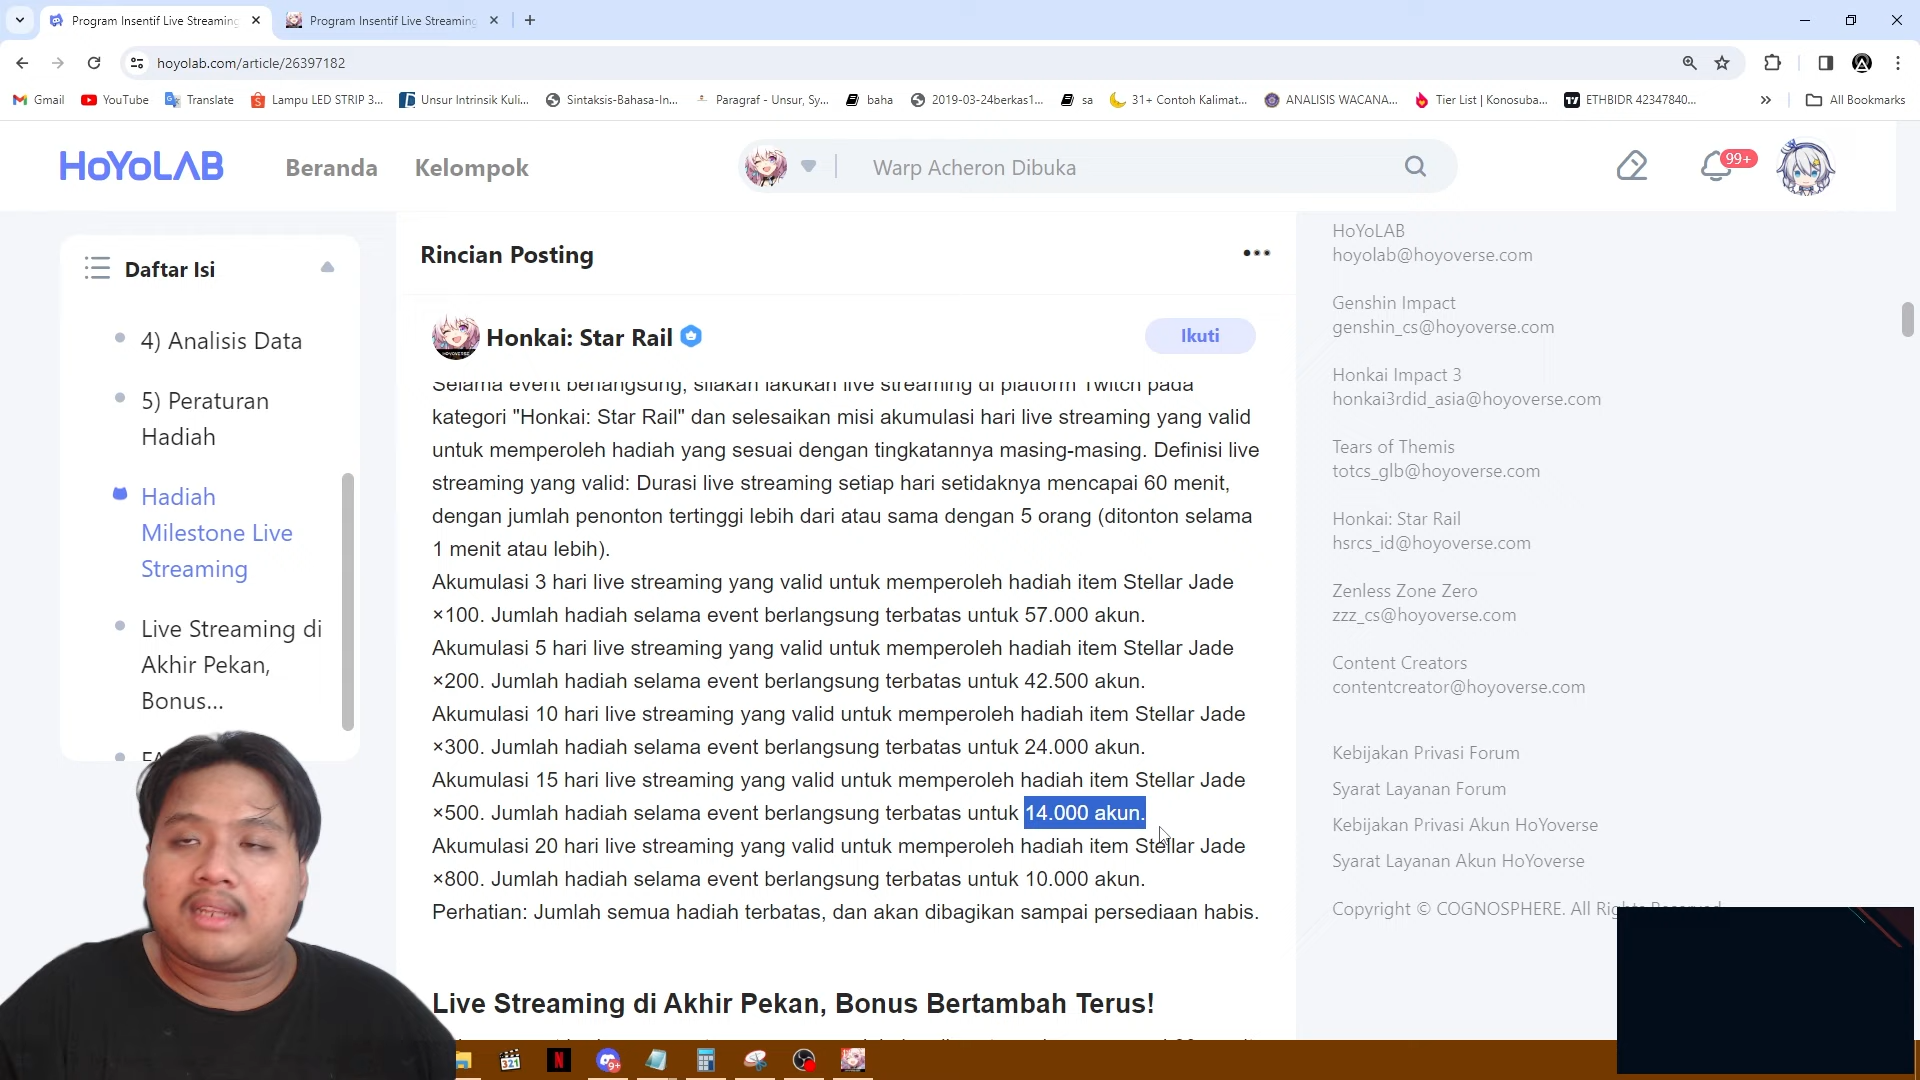 Program Insentif Live Streaming
Program Insentif Live Streaming
hoyolab.com/article/26397182
Gmail
YouTube
Translate
Lampu LED STRIP 3...
Unsur Intrinsik Kuli...
Sintaksis-Bahasa-In...
Paragraf - Unsur, Sy...
baha
2019-03-24berkas1...
sa
31+ Contoh Kalimat...
ANALISIS WACANA...
Tier List | Konosuba...
ETHBIDR 42347840...
All Bookmarks
HoYoLAB
Beranda
Kelompok
Warp Acheron Dibuka
99+
Daftar Isi
4) Analisis Data
5) Peraturan
Hadiah
Hadiah
Milestone Live
Streaming
Live Streaming di
Akhir Pekan,
Bonus...
Rincian Posting
Honkai: Star Rail
Ikuti
Selama event berlangsung, silakan lakukan live streaming di platform Twitch pada
kategori "Honkai: Star Rail" dan selesaikan misi akumulasi hari live streaming yang valid
untuk memperoleh hadiah yang sesuai dengan tingkatannya masing-masing. Definisi live
streaming yang valid: Durasi live streaming setiap hari setidaknya mencapai 60 menit,
dengan jumlah penonton tertinggi lebih dari atau sama dengan 5 orang (ditonton selama
1 menit atau lebih).
Akumulasi 3 hari live streaming yang valid untuk memperoleh hadiah item Stellar Jade
×100. Jumlah hadiah selama event berlangsung terbatas untuk 57.000 akun.
Akumulasi 5 hari live streaming yang valid untuk memperoleh hadiah item Stellar Jade
×200. Jumlah hadiah selama event berlangsung terbatas untuk 42.500 akun.
Akumulasi 10 hari live streaming yang valid untuk memperoleh hadiah item Stellar Jade
×300. Jumlah hadiah selama event berlangsung terbatas untuk 24.000 akun.
Akumulasi 15 hari live streaming yang valid untuk memperoleh hadiah item Stellar Jade
×500. Jumlah hadiah selama event berlangsung terbatas untuk 14.000 akun.
Akumulasi 20 hari live streaming yang valid untuk memperoleh hadiah item Stellar Jade
×800. Jumlah hadiah selama event berlangsung terbatas untuk 10.000 akun.
Perhatian: Jumlah semua hadiah terbatas, dan akan dibagikan sampai persediaan habis.
Live Streaming di Akhir Pekan, Bonus Bertambah Terus!
HoYoLAB
hoyolab@hoyoverse.com
Genshin Impact
genshin_cs@hoyoverse.com
Honkai Impact 3
honkai3rdid_asia@hoyoverse.com
Tears of Themis
totcs_glb@hoyoverse.com
Honkai: Star Rail
hsrcs_id@hoyoverse.com
Zenless Zone Zero
zzz_cs@hoyoverse.com
Content Creators
contentcreator@hoyoverse.com
Kebijakan Privasi Forum
Syarat Layanan Forum
Kebijakan Privasi Akun HoYoverse
Syarat Layanan Akun HoYoverse
Copyright © COGNOSPHERE. All Rights Reserved
321
N
9+